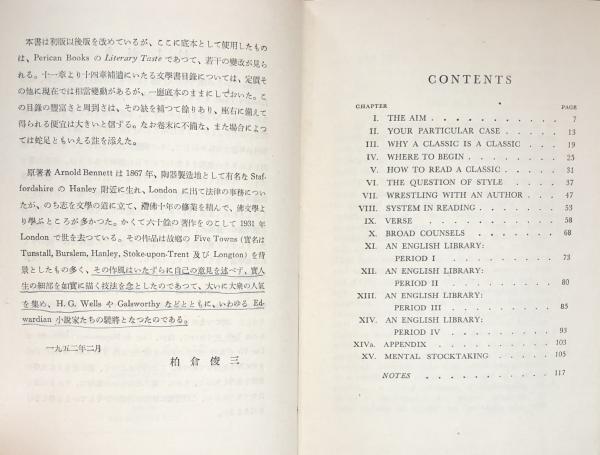 本書は初版以後版を改めているが、ここに底本として使用したもの
は、Perican Books の Literary Taste であつて、若干の變改が見ら
れる。十一章より十四章補遺にいたる文學書目錄については、定價そ
の他に現在では相當變動があるが、一應底本のままにしておいた。こ
の目錄の豐富さと周到さは、その缺を補つて餘りあり、座右に備えて
得られる便宜は大きいと信ずる。なお卷末に不備な、また場合によつ
ては蛇足ともいえる註を添えた。
原著者 Arnold Bennett は 1867 年、陶器製造地として有名な Staf-
fordshire の Hanley 附近に生れ、London に出て法律の事務につい
たが、のち志を文學の道に立て、滯佛十年の修業を積んで、佛文學よ
り學ぶところが多かつた。かくて六十餘の著作をのこして 1931 年
London で世を去つている。その作品は故鄕の Five Towns (實名は
Tunstall, Burslem, Hanley, Stoke-upon-Trent 及び Longton) を背
景としたもの多く、その作風はいたずらに自己の意見を述べず、實人
生の細部を如實に描く技法を念としたのであつて、大いに大衆の人氣
を集め、H. G. Wells や Galsworthy などとともに、いわゆる Ed-
wardian 小說家たちの驍將となつたのである。
一九五二年二月
柏倉俊三
CONTENTS
CHAPTER PAGE
I. THE AIM . . . . . . . . . . 7
II. YOUR PARTICULAR CASE . . . . . 13
III. WHY A CLASSIC IS A CLASSIC . . . 19
IV. WHERE TO BEGIN . . . . . . . 25
V. HOW TO READ A CLASSIC . . . . . 31
VI. THE QUESTION OF STYLE . . . . 37
VII. WRESTLING WITH AN AUTHOR . . . 47
VIII. SYSTEM IN READING . . . . . . 53
IX. VERSE . . . . . . . . . . 58
X. BROAD COUNSELS . . . . . . . 68
XI. AN ENGLISH LIBRARY:
PERIOD I . . . . . . . . 73
XII. AN ENGLISH LIBRARY:
PERIOD II . . . . . . . . 80
XIII. AN ENGLISH LIBRARY:
PERIOD III . . . . . . . . 85
XIV. AN ENGLISH LIBRARY:
PERIOD IV . . . . . . . . 93
XIVa. APPENDIX . . . . . . . . . 103
XV. MENTAL STOCKTAKING . . . . . 105
NOTES . . . . . . . . . . 117